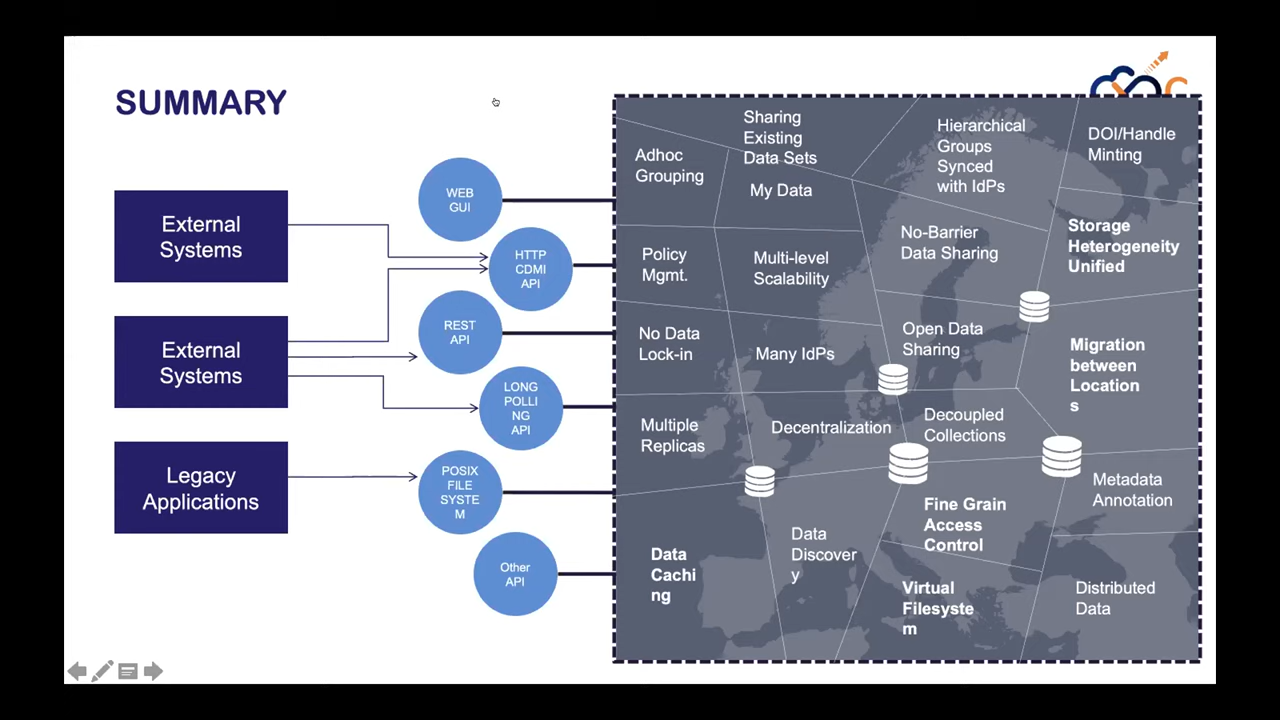 SUMMARY
External
Systems
External
Systems
Legacy
Applications
WEB
GUI
HTTP
CDMI
API
REST
API
LONG
POLLI
NG
API
POSIX
FILE
SYSTE
M
Other
API
Adhoc
Grouping
Sharing
Existing
Data Sets
My Data
Hierarchical
Groups
Synced
with IdPs
DOI/Handle
Minting
Policy
Mgmt.
Multi-level
Scalability
No-Barrier
Data Sharing
Storage
Heterogeneity
Unified
No Data
Lock-in
Many IdPs
Open Data
Sharing
Migration
between
Location
s
Multiple
Replicas
Decentralization
Decoupled
Collections
Metadata
Annotation
Data
Cachi
ng
Data
Discover
y
Fine Grain
Access
Control
Virtual
Filesyste
m
Distributed
Data